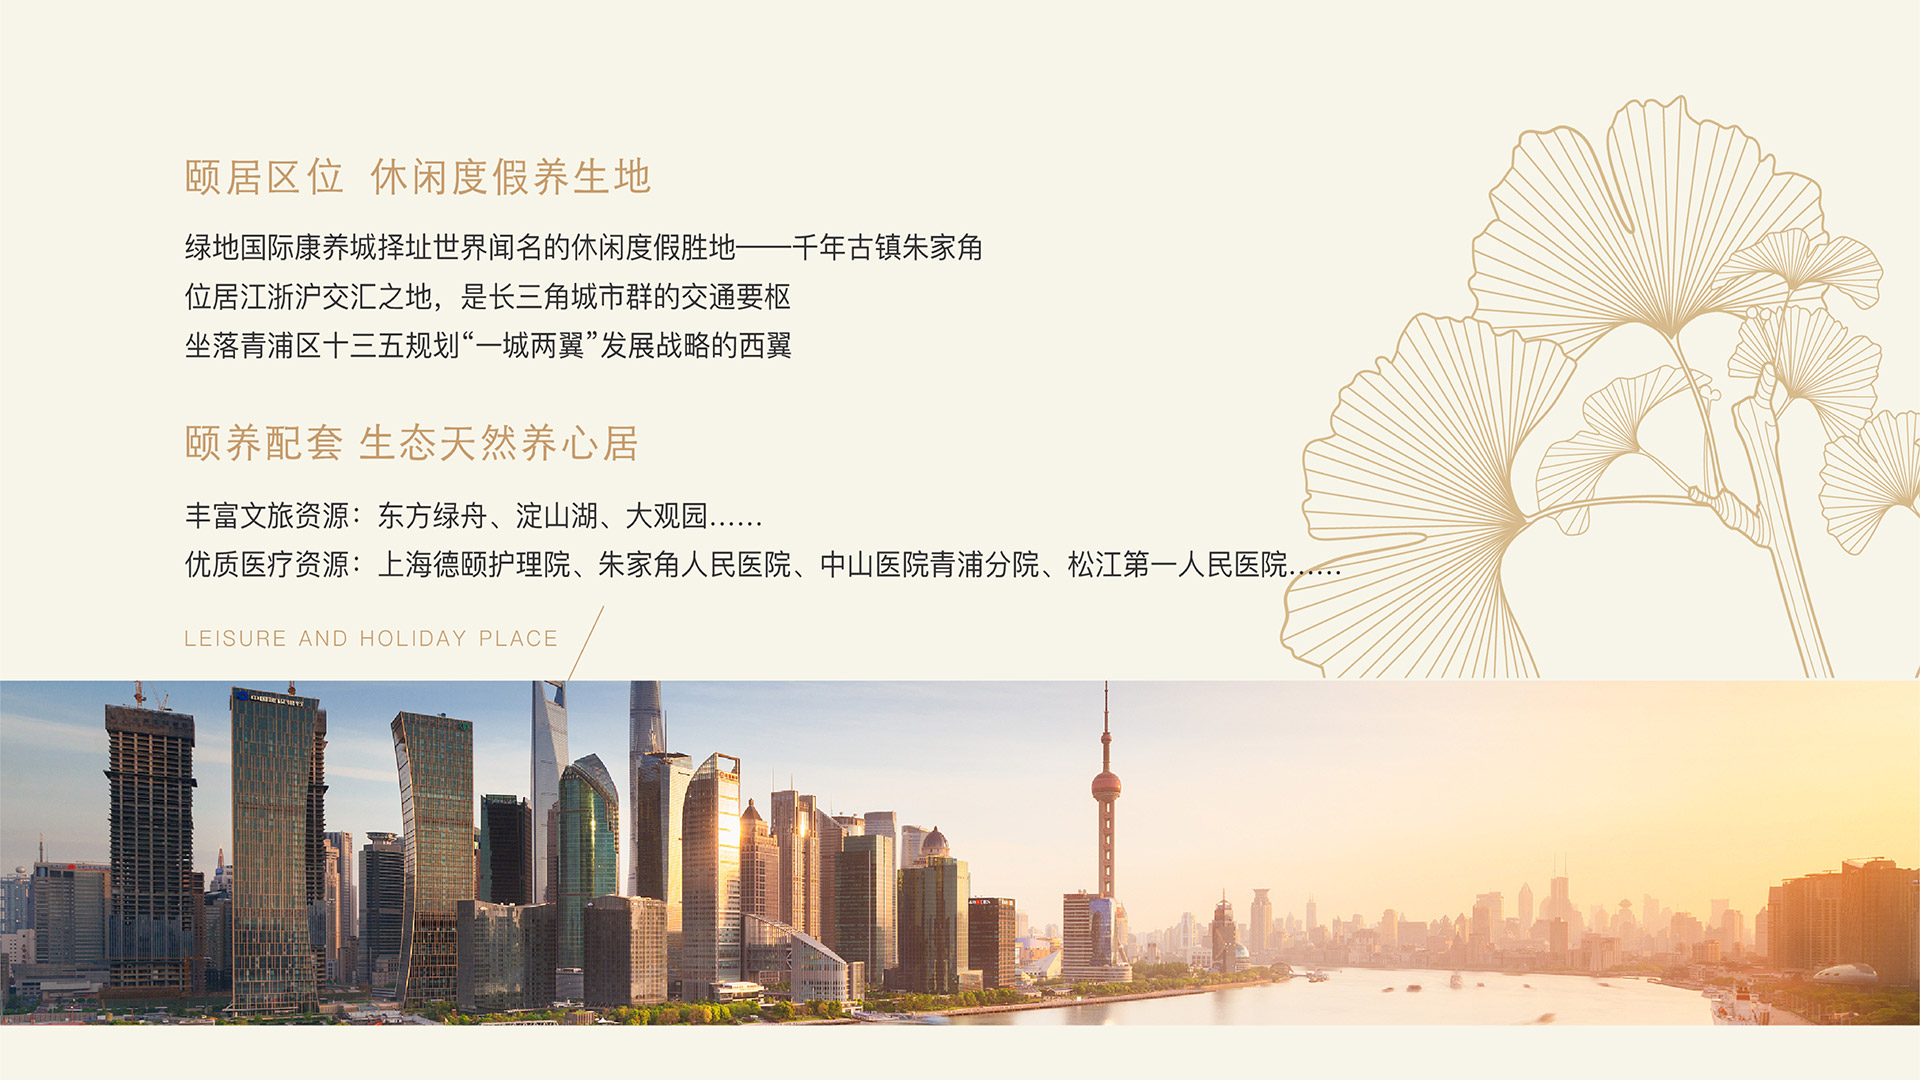 颐居区位 休闲度假养生地
绿地国际康养城择址世界闻名的休闲度假胜地——千年古镇朱家角
位居江浙沪交汇之地，是长三角城市群的交通要枢
坐落青浦区十三五规划“一城两翼”发展战略的西翼
颐养配套 生态天然养心居
丰富文旅资源：东方绿舟、淀山湖、大观园……
优质医疗资源：上海德颐护理院、朱家角人民医院、中山医院青浦分院、松江第一人民医院……
LEISURE AND HOLIDAY PLACE